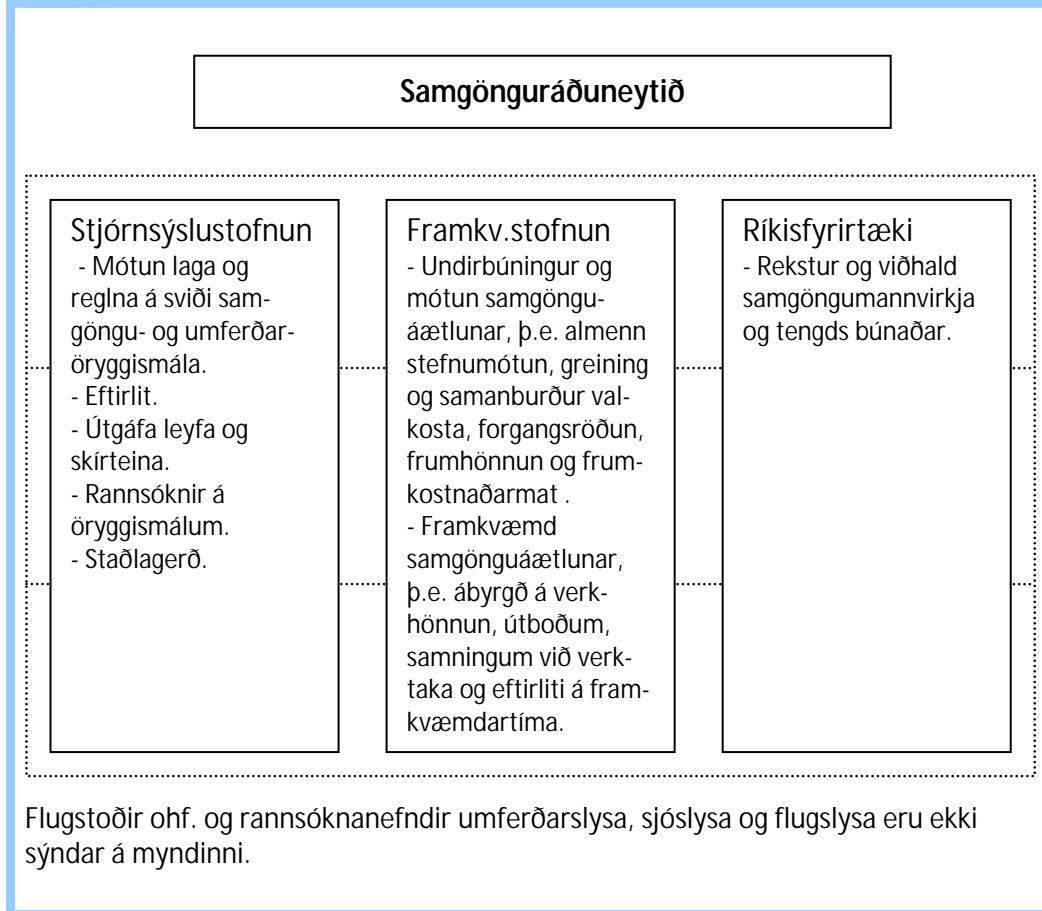 Samgönguráðuneytið
Stjórnsýslustofnun
- Mótun laga og
reglna á sviði sam-
göngu- og umferðar-
öryggismála.
- Eftirlit.
- Útgáfa leyfa og
skírteina.
- Rannsóknir á
öryggismálum.
- Staðlagerð.
Framkv.stofnun
- Undirbúningur og
mótun samgöngu-
áætlunar, þ.e. almenn
stefnumótun, greining
og samanburður val-
kosta, forgangsröðun,
frumhönnun og frum-
kostnaðarmat .
- Framkvæmd
samgönguáætlunar,
þ.e. ábyrgð á verk-
hönnun, útboðum,
samningum við verk-
taka og eftirliti á fram-
kvæmdartíma.
Ríkisfyrirtæki
- Rekstur og viðhald
samgöngumannvirkja
og tengds búnaðar.
Flugstoðir ohf. og rannsóknanefndir umferðarslysa, sjóslysa og flugslysa eru ekki
sýndar á myndinni.